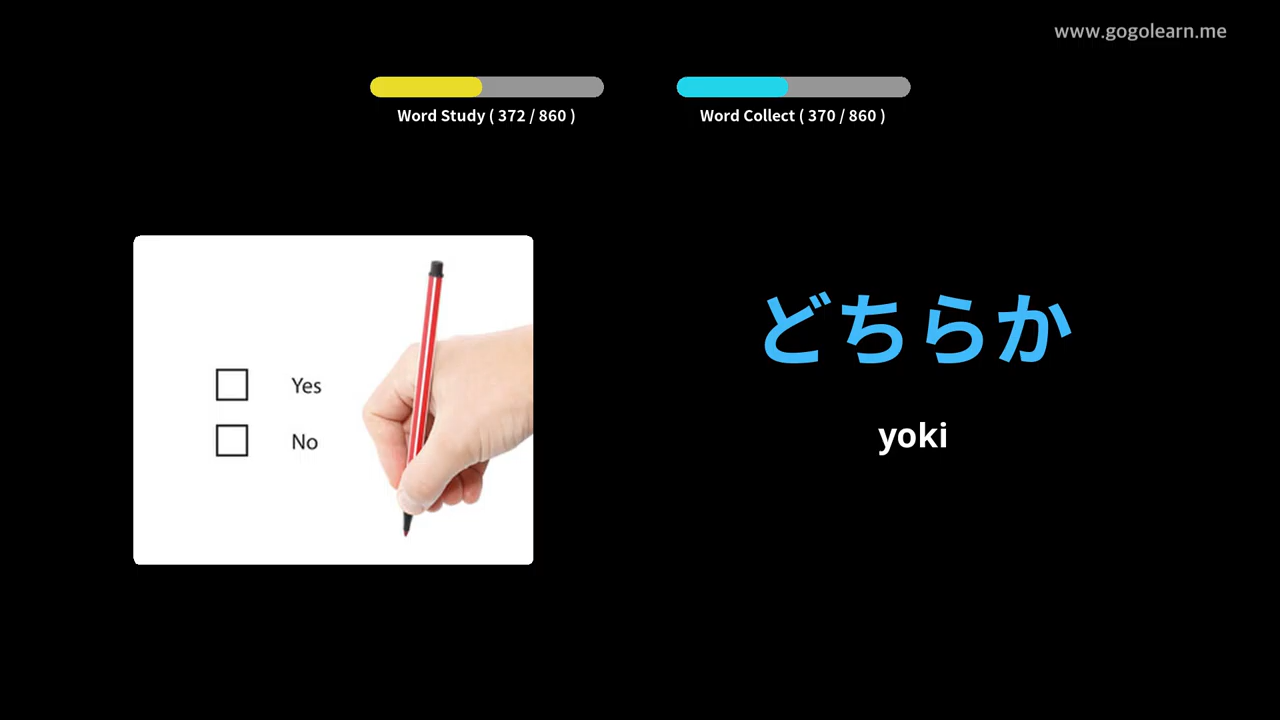 www.gogolearn.me
Word Study ( 372 / 860 )
Word Collect ( 370 / 860 )
Yes
No
どちらか
yoki